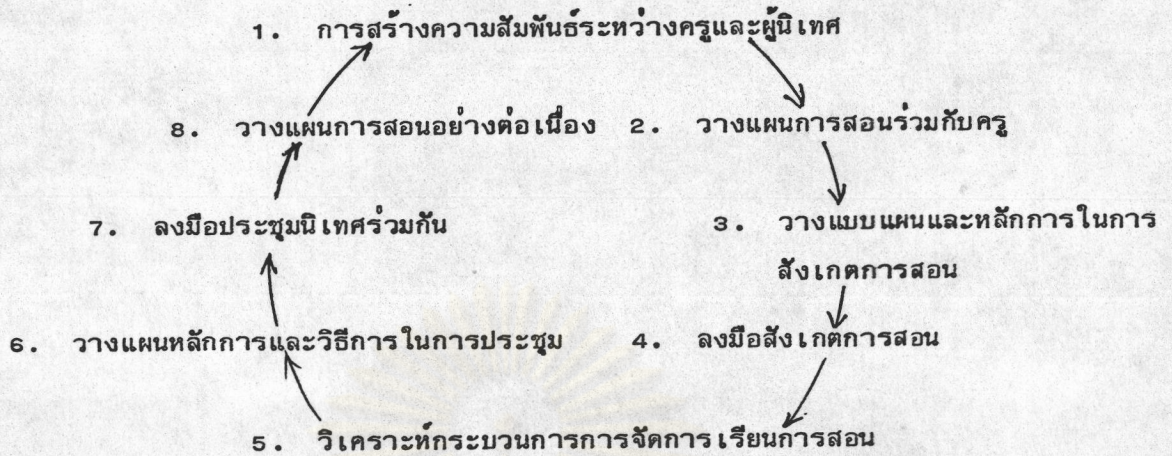 1. การสร้างความสัมพันธ์ระหว่างครูและผู้นิเทศ
8. วางแผนการสอนอย่างต่อเนื่อง 2. วางแผนการสอนร่วมกับครู
7. ลงมือประชุมนิเทศร่วมกัน 3. วางแบบแผนและหลักการในการ
สังเกตการสอน
6. วางแผนหลักการและวิธีการในการประชุม 4. ลงมือสังเกตการสอน
5. วิเคราะห์กระบวนการการจัดการเรียนการสอน